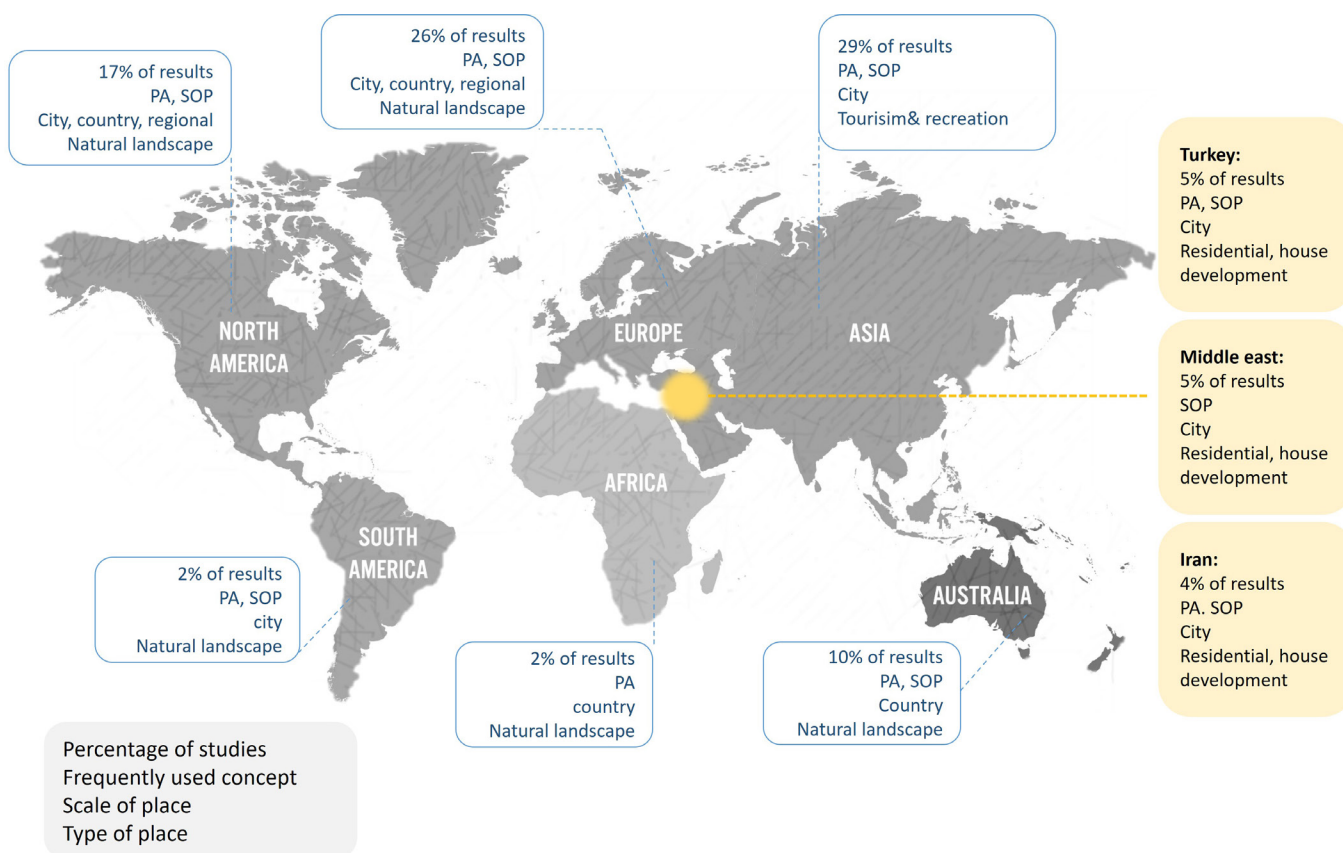 17% of results
PA, SOP
City, country, regional
Natural landscape
26% of results
PA, SOP
City, country, regional
Natural landscape
29% of results
PA, SOP
City
Tourisim& recreation
Turkey:
5% of results
PA, SOP
City
Residential, house
development
Middle east:
5% of results
SOP
City
Residential, house
development
Iran:
4% of results
PA. SOP
City
Residential, house
development
NORTH
AMERICA
EUROPE
ASIA
AFRICA
SOUTH
AMERICA
AUSTRALIA
2% of results
PA, SOP
city
Natural landscape
2% of results
PA
country
Natural landscape
10% of results
PA, SOP
Country
Natural landscape
Percentage of studies
Frequently used concept
Scale of place
Type of place